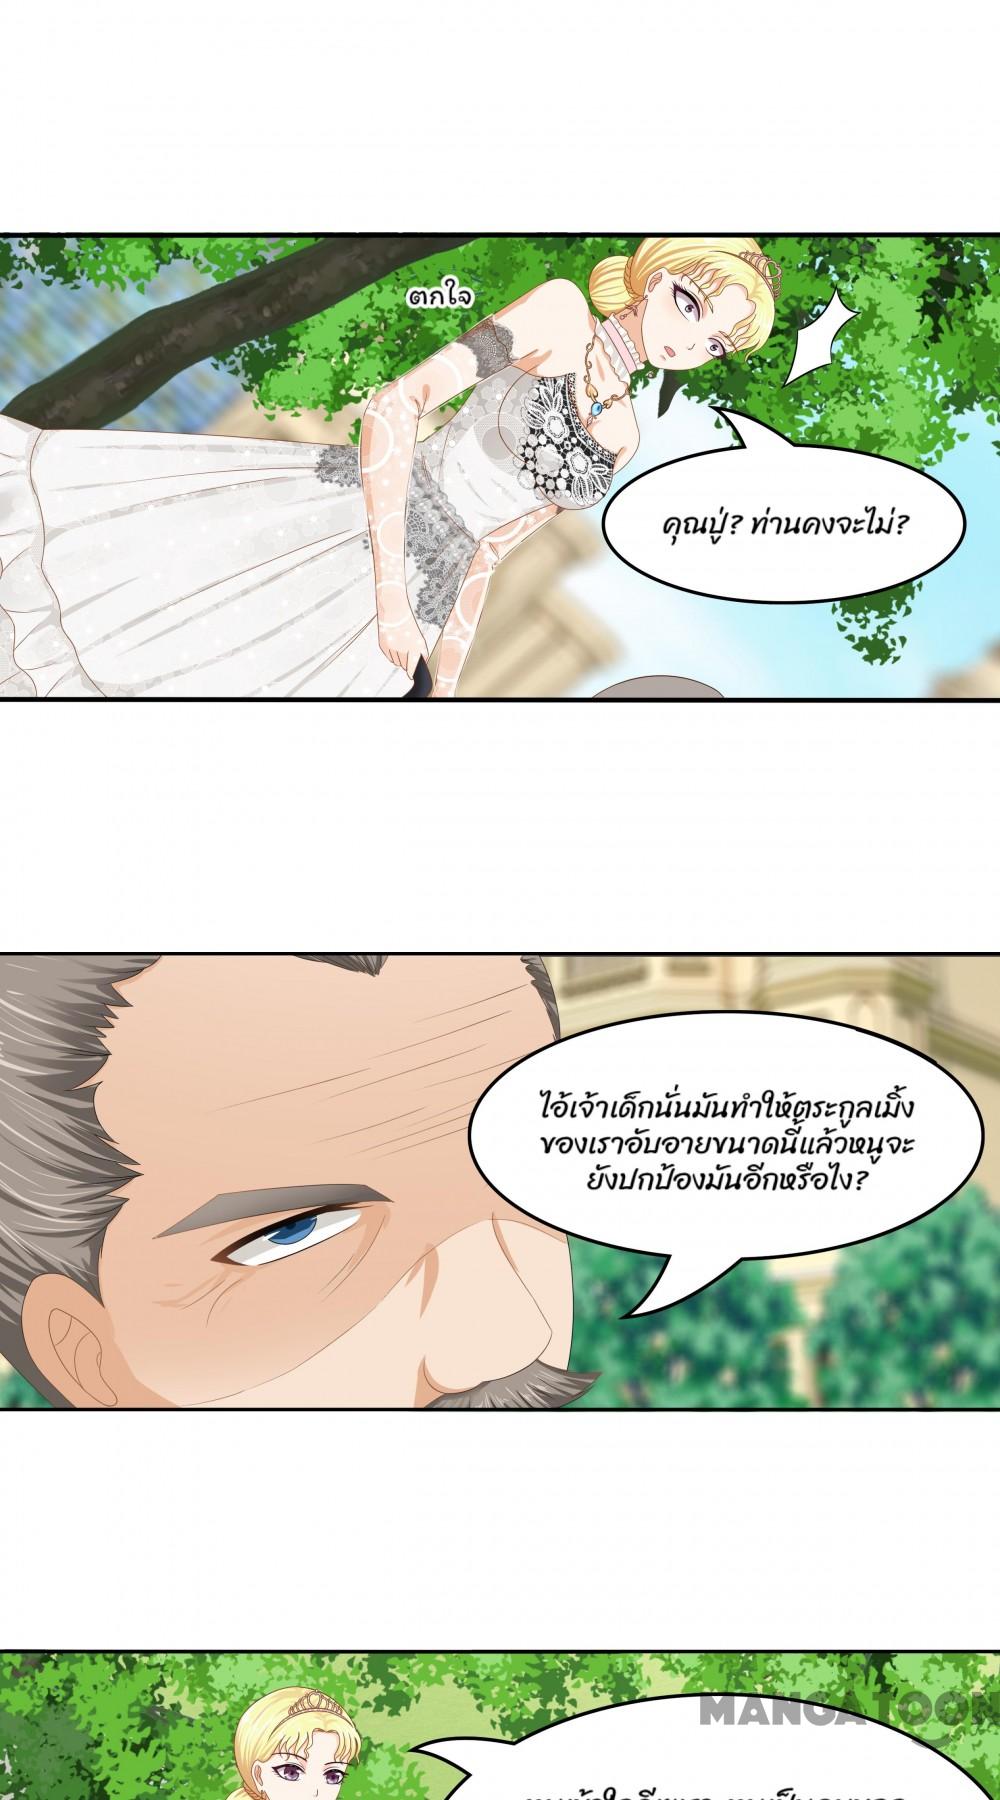 ตกใจ
คุณปู่? ท่านคงจะไม่?
ไอ้เจ้าเด็กนั่นมันทำให้ตระกูลเมิ้ง
ของเราอับอายขนาดนี้แล้วหนูจะ
ยังปกป้องมันอีกหรือไง?
MANGATOON